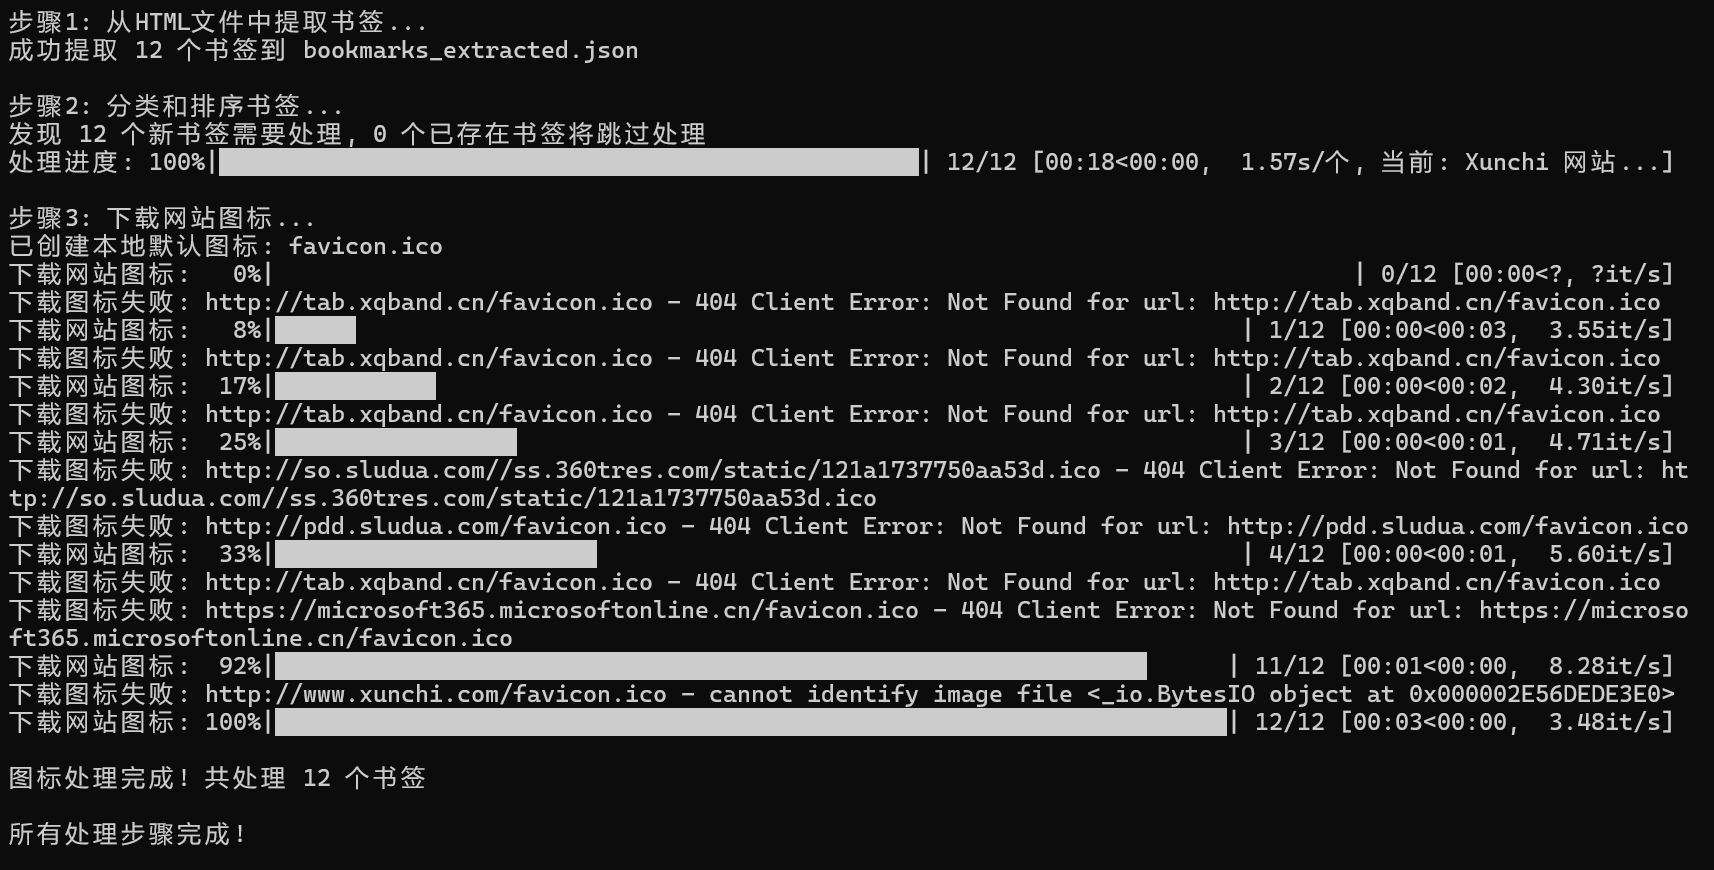 步骤1: 从HTML文件中提取书签...
成功提取 12 个书签到 bookmarks_extracted.json
步骤2: 分类和排序书签...
发现 12 个新书签需要处理, 0 个已存在书签将跳过处理
处理进度: 100%| | 12/12 [00:18<00:00,  1.57s/个, 当前: Xunchi 网站...]
步骤3: 下载网站图标...
已创建本地默认图标: favicon.ico
下载网站图标:   0%| | 0/12 [00:00<?, ?it/s]
下载图标失败: http://tab.xqband.cn/favicon.ico - 404 Client Error: Not Found for url: http://tab.xqband.cn/favicon.ico
下载网站图标:   8%| | 1/12 [00:00<00:03,  3.55it/s]
下载图标失败: http://tab.xqband.cn/favicon.ico - 404 Client Error: Not Found for url: http://tab.xqband.cn/favicon.ico
下载网站图标:  17%| | 2/12 [00:00<00:02,  4.30it/s]
下载图标失败: http://tab.xqband.cn/favicon.ico - 404 Client Error: Not Found for url: http://tab.xqband.cn/favicon.ico
下载网站图标:  25%| | 3/12 [00:00<00:01,  4.71it/s]
下载图标失败: http://so.sludua.com//ss.360tres.com/static/121a1737750aa53d.ico - 404 Client Error: Not Found for url: ht
tp://so.sludua.com//ss.360tres.com/static/121a1737750aa53d.ico
下载图标失败: http://pdd.sludua.com/favicon.ico - 404 Client Error: Not Found for url: http://pdd.sludua.com/favicon.ico
下载网站图标:  33%| | 4/12 [00:00<00:01,  5.60it/s]
下载图标失败: http://tab.xqband.cn/favicon.ico - 404 Client Error: Not Found for url: http://tab.xqband.cn/favicon.ico
下载图标失败: https://microsoft365.microsoftonline.cn/favicon.ico - 404 Client Error: Not Found for url: https://microso
ft365.microsoftonline.cn/favicon.ico
下载网站图标:  92%| | 11/12 [00:01<00:00,  8.28it/s]
下载图标失败: http://www.xunchi.com/favicon.ico - cannot identify image file <_io.BytesIO object at 0x000002E56DEDE3E0>
下载网站图标: 100%| | 12/12 [00:03<00:00,  3.48it/s]
图标处理完成! 共处理 12 个书签
所有处理步骤完成!